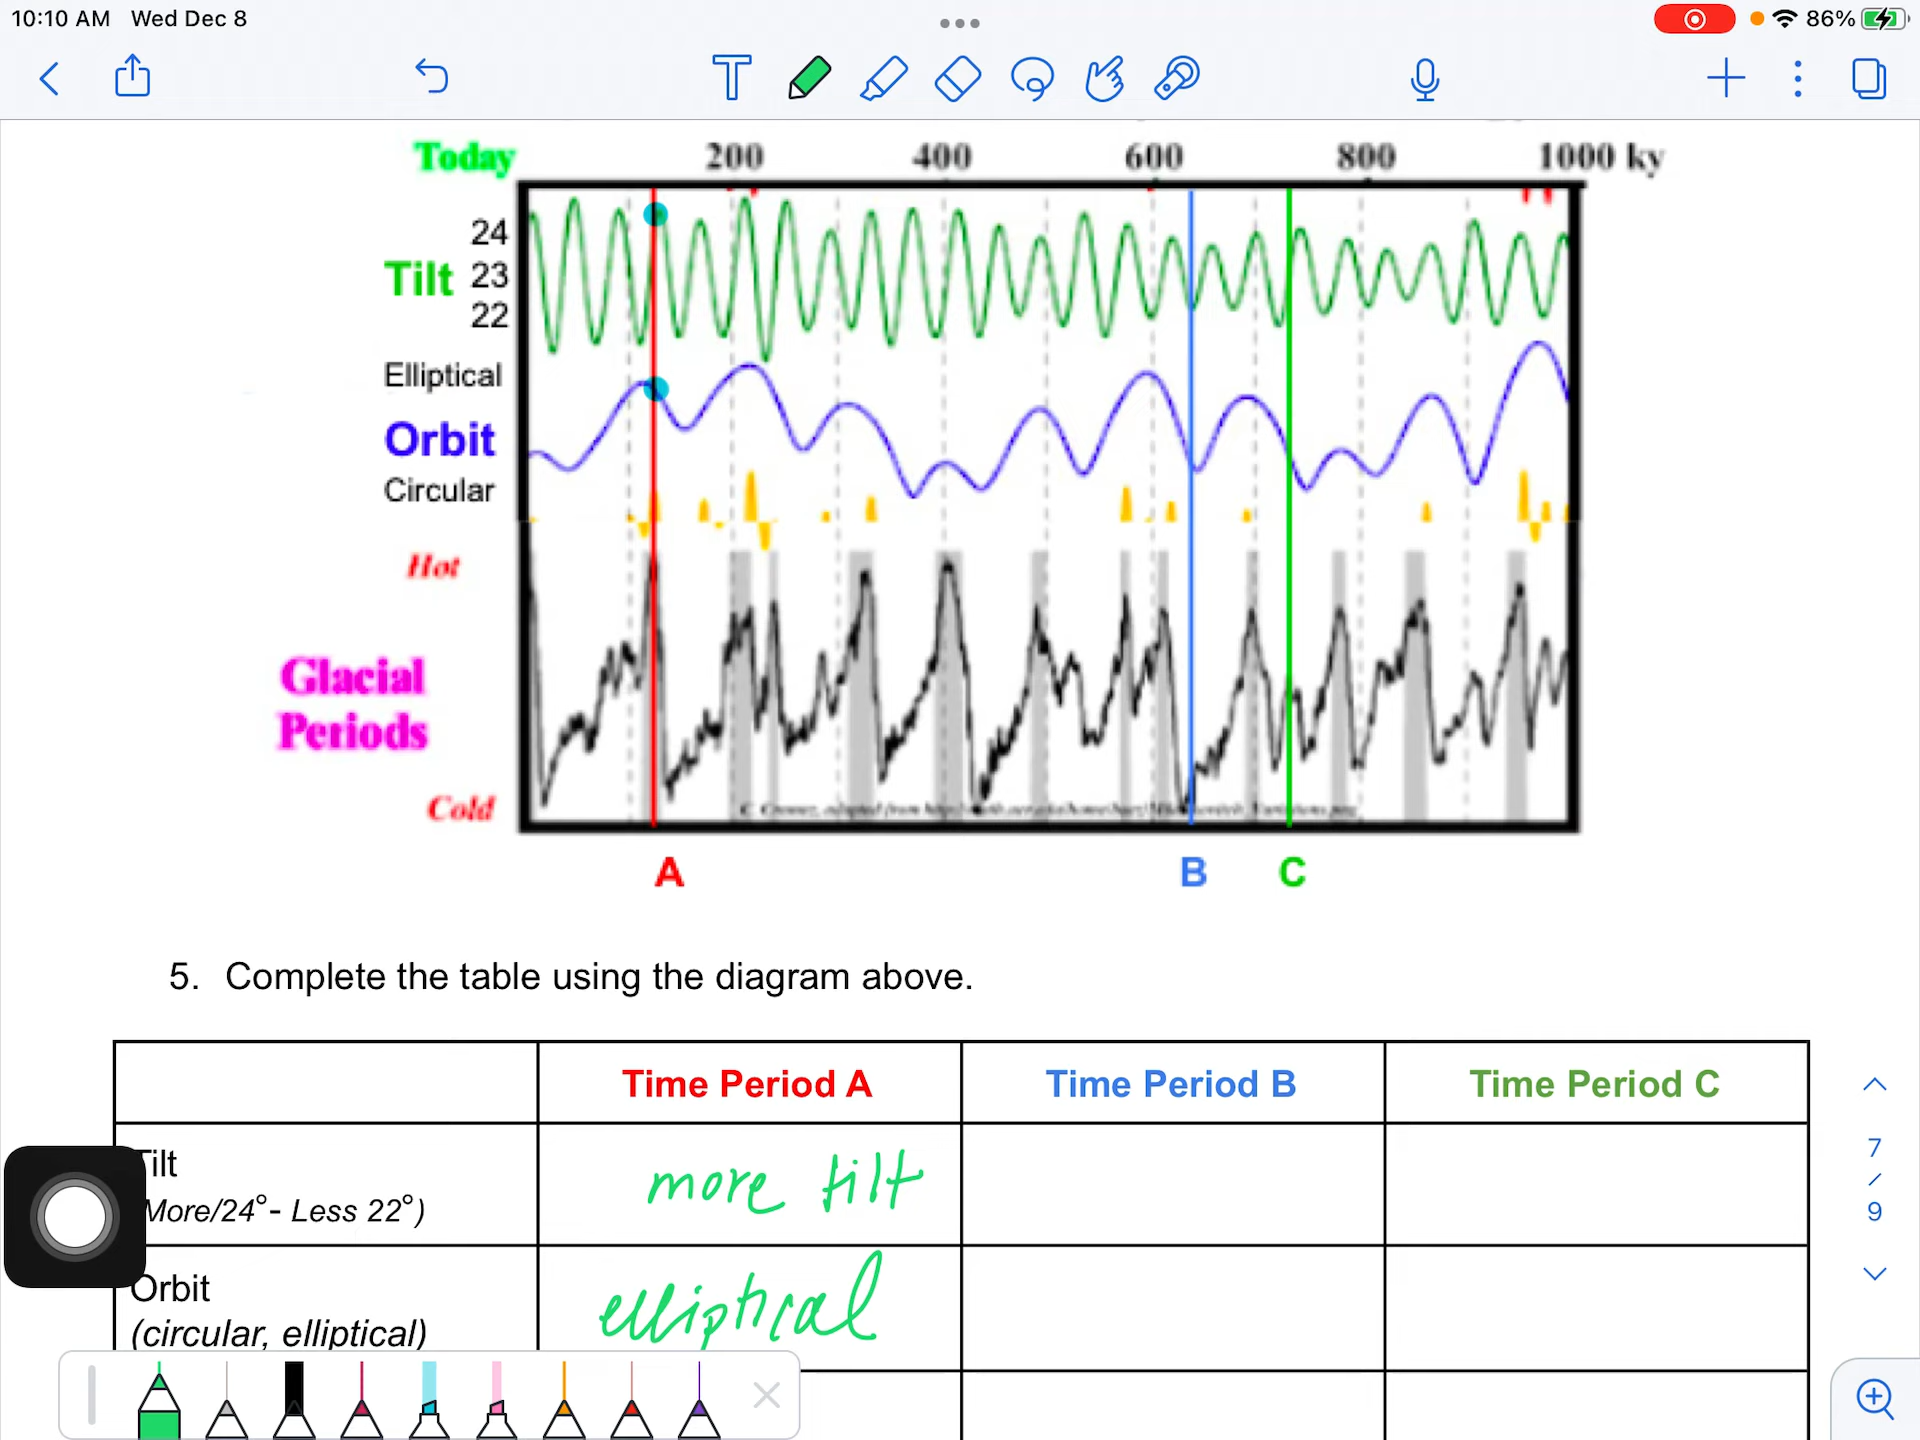 10:10 AM Wed Dec 8
86%
Today 200 400 600 800 1000 ky
24
Tilt 23
22
Elliptical
Orbit
Circular
Hot
Glacial
Periods
Cold
A B C
5. Complete the table using the diagram above.
Time Period A Time Period B Time Period C
Tilt more tilt
More/24°- Less 22°)
Orbit elliptical
(circular, elliptical)
7
/
9